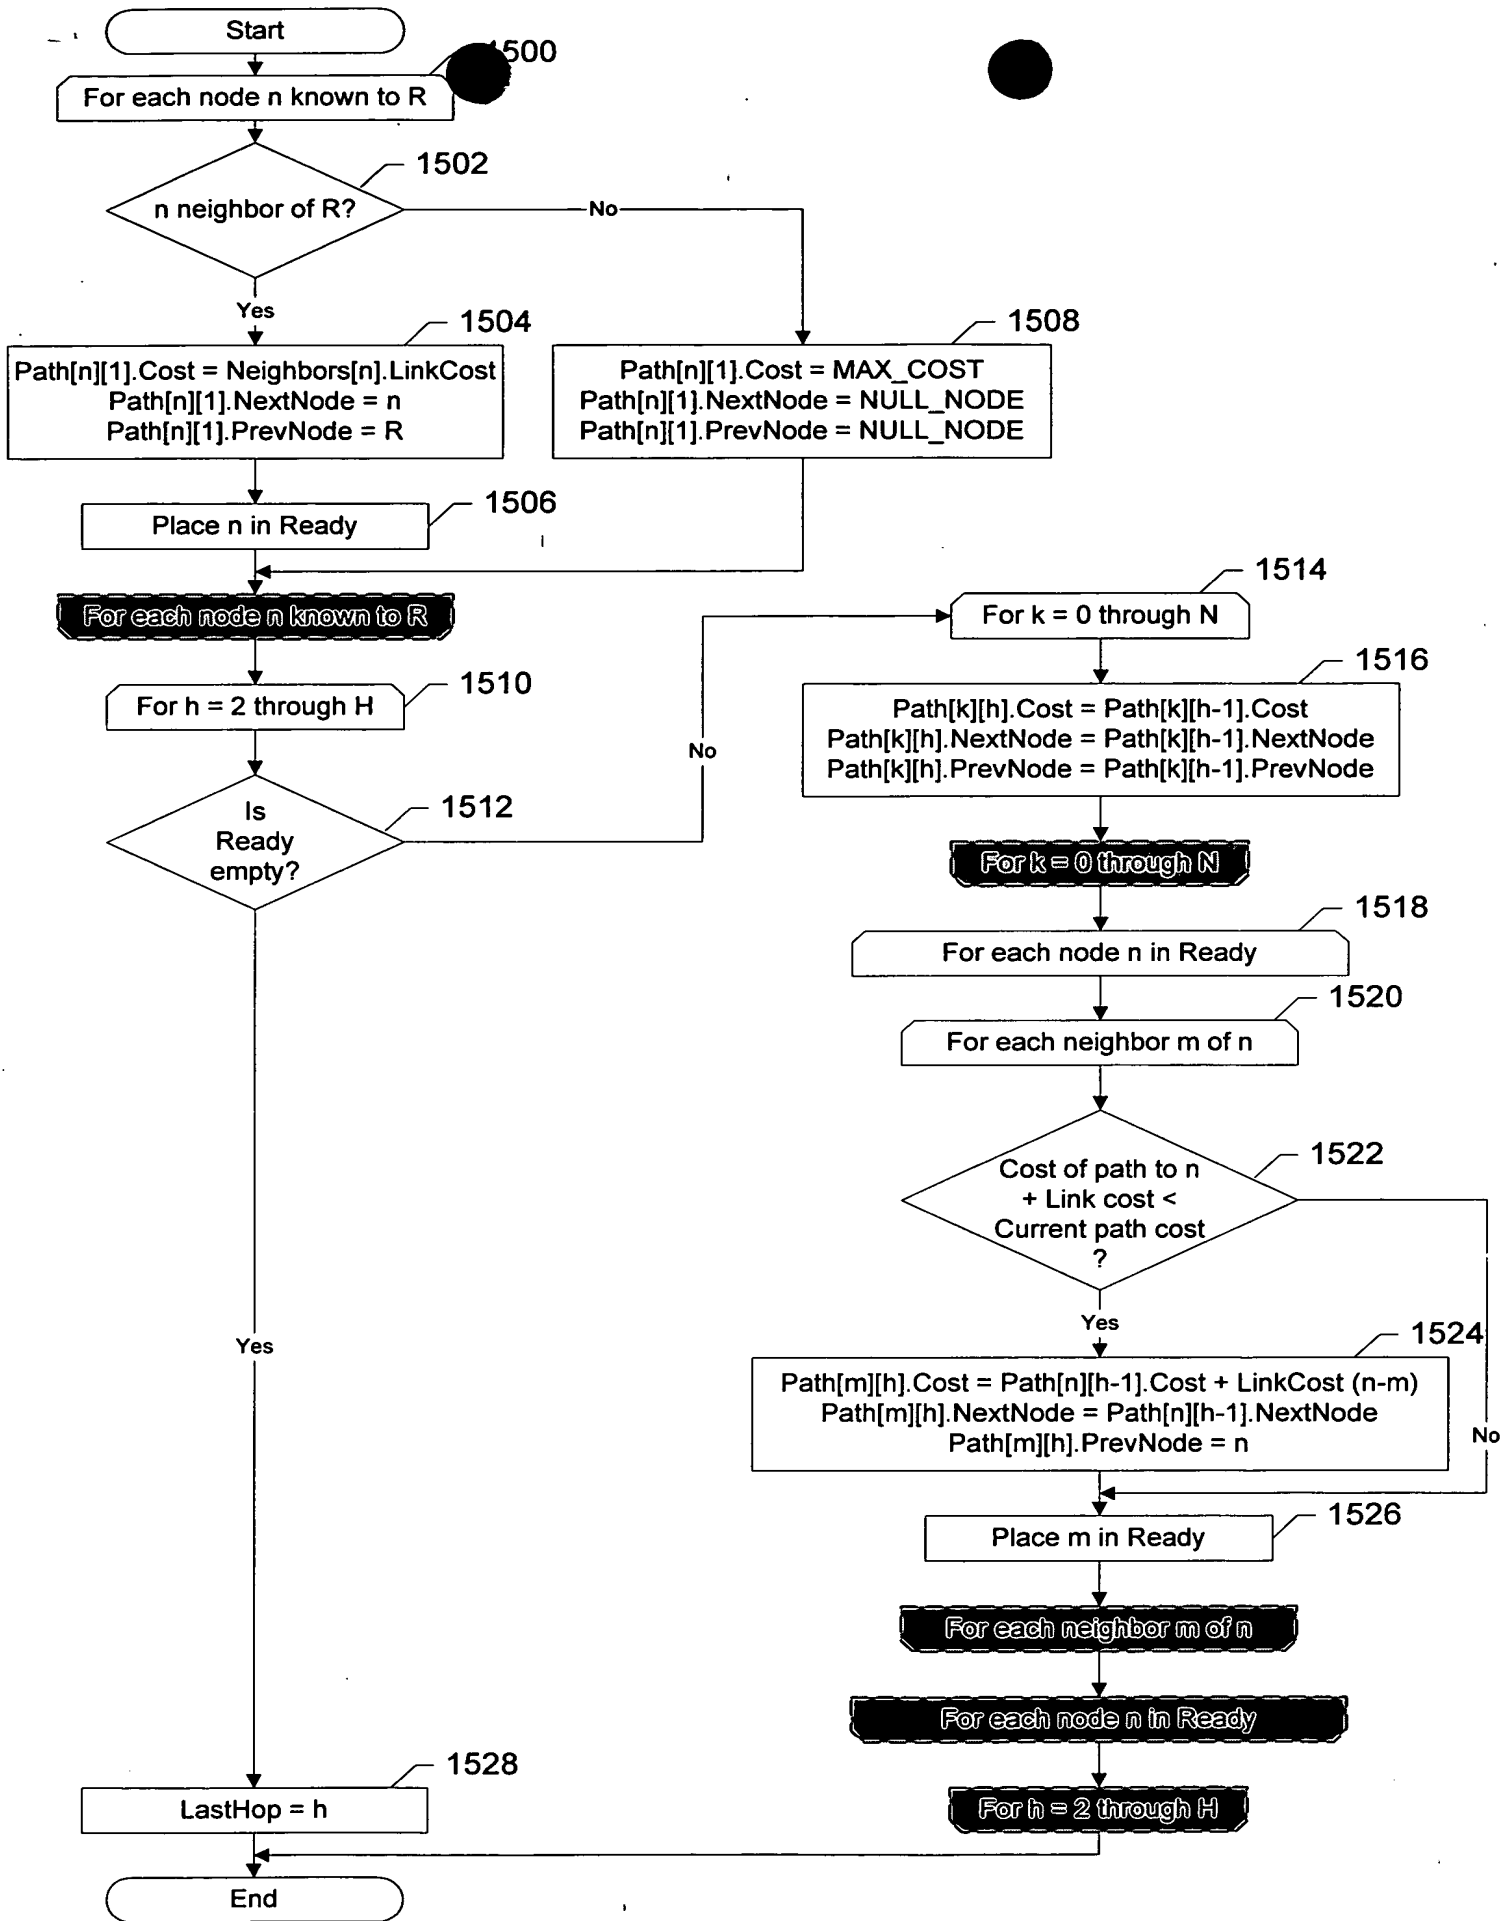 Start
1500
For each node n known to R
1502
n neighbor of R?
No
Yes
1504
Path[n][1].Cost = Neighbors[n].LinkCost
Path[n][1].NextNode = n
Path[n][1].PrevNode = R
1508
Path[n][1].Cost = MAX_COST
Path[n][1].NextNode = NULL_NODE
Path[n][1].PrevNode = NULL_NODE
1506
Place n in Ready
For each node n known to R
1510
For h = 2 through H
1512
Is
Ready
empty?
No
1514
For k = 0 through N
1516
Path[k][h].Cost = Path[k][h-1].Cost
Path[k][h].NextNode = Path[k][h-1].NextNode
Path[k][h].PrevNode = Path[k][h-1].PrevNode
For k = 0 through N
1518
For each node n in Ready
1520
For each neighbor m of n
1522
Cost of path to n
+ Link cost <
Current path cost
?
Yes
No
1524
Path[m][h].Cost = Path[n][h-1].Cost + LinkCost (n-m)
Path[m][h].NextNode = Path[n][h-1].NextNode
Path[m][h].PrevNode = n
1526
Place m in Ready
For each neighbor m of n
For each node n in Ready
For h = 2 through H
Yes
1528
LastHop = h
End